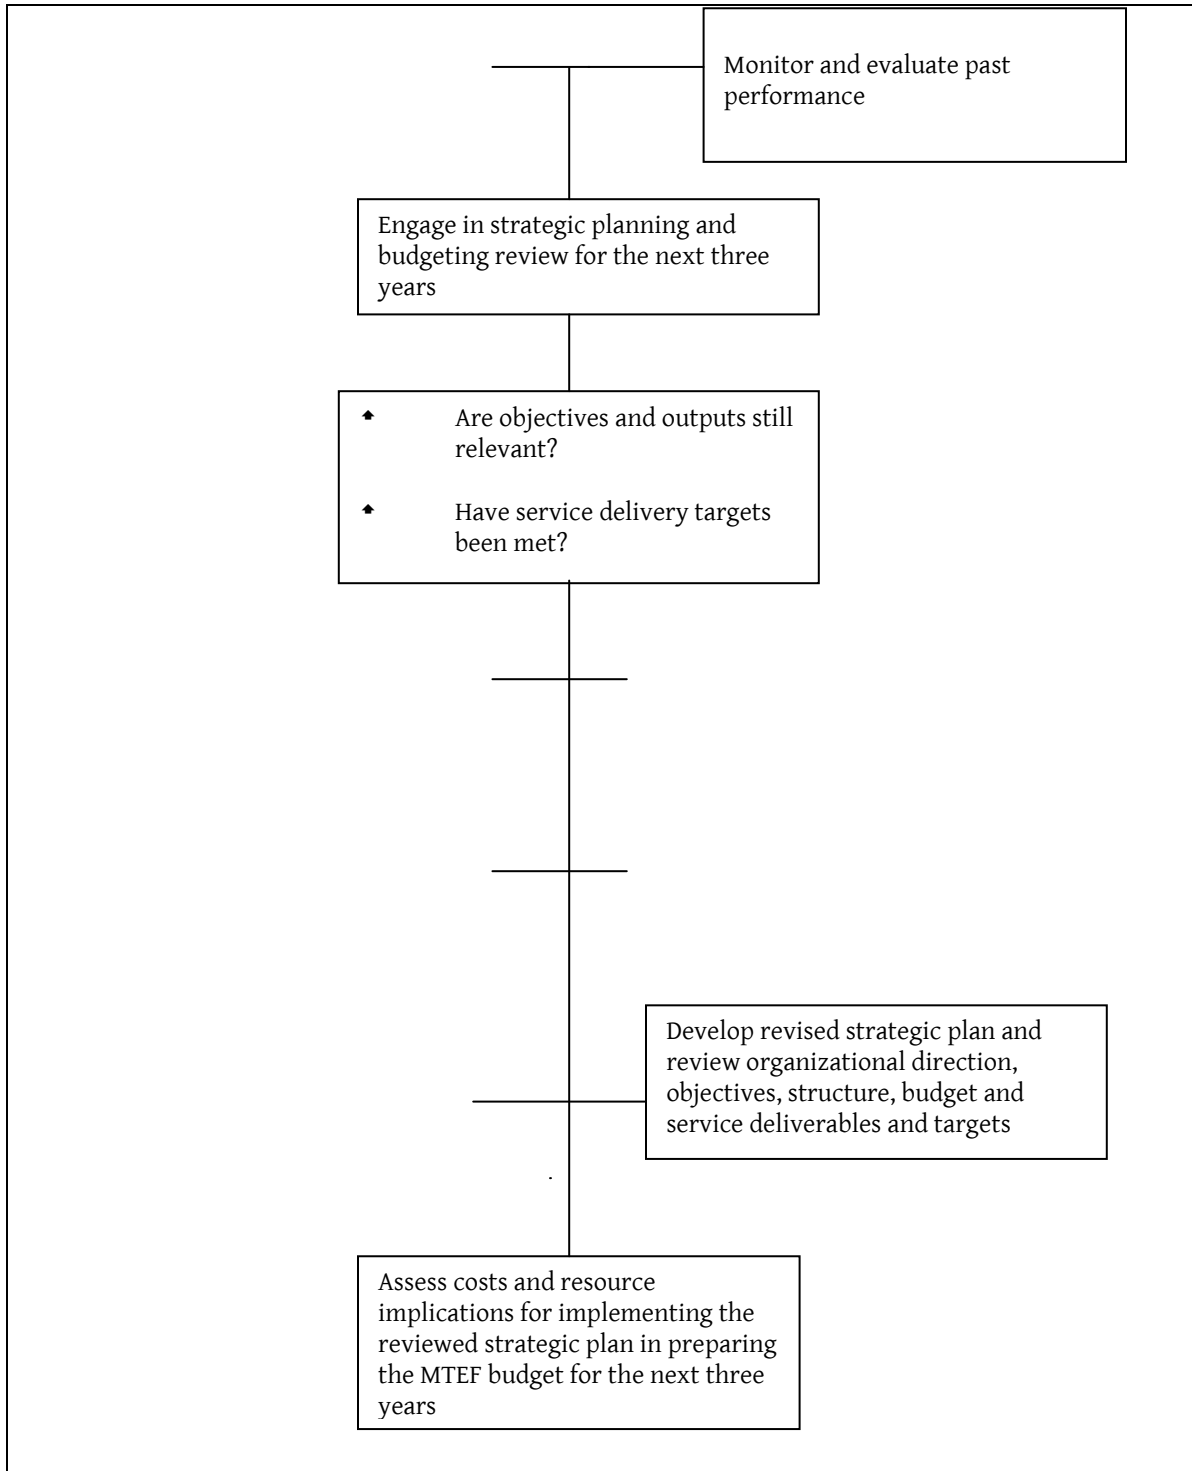 Monitor and evaluate past
performance
Engage in strategic planning and
budgeting review for the next three
years
Are objectives and outputs still
relevant?
Have service delivery targets
been met?
Develop revised strategic plan and
review organizational direction,
objectives, structure, budget and
service deliverables and targets
.
Assess costs and resource
implications for implementing the
reviewed strategic plan in preparing
the MTEF budget for the next three
years